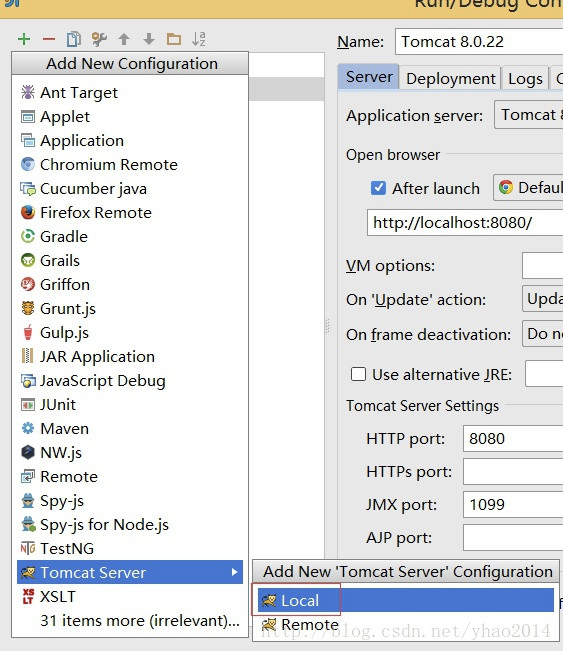 Run/Debug Con
Name: Tomcat 8.0.22
Add New Configuration
Ant Target
Applet
Application
Chromium Remote
Cucumber java
Firefox Remote
Gradle
Grails
Griffon
Grunt.js
Gulp.js
JAR Application
JavaScript Debug
JUnit
Maven
NW.js
Remote
Spy-js
Spy-js for Node.js
TestNG
Tomcat Server
XSLT
31 items more (irrelevant)...
Server Deployment Logs
Application server: Tomcat 8
Open browser
After launch Defaul
http://localhost:8080/
VM options:
On 'Update' action: Upda
On frame deactivation: Do no
Use alternative JRE:
Tomcat Server Settings
HTTP port: 8080
HTTPs port:
JMX port: 1099
AJP port:
Add New 'Tomcat Server' Configuration
Local
Remote
http://blog.csdn.net/yhao2014